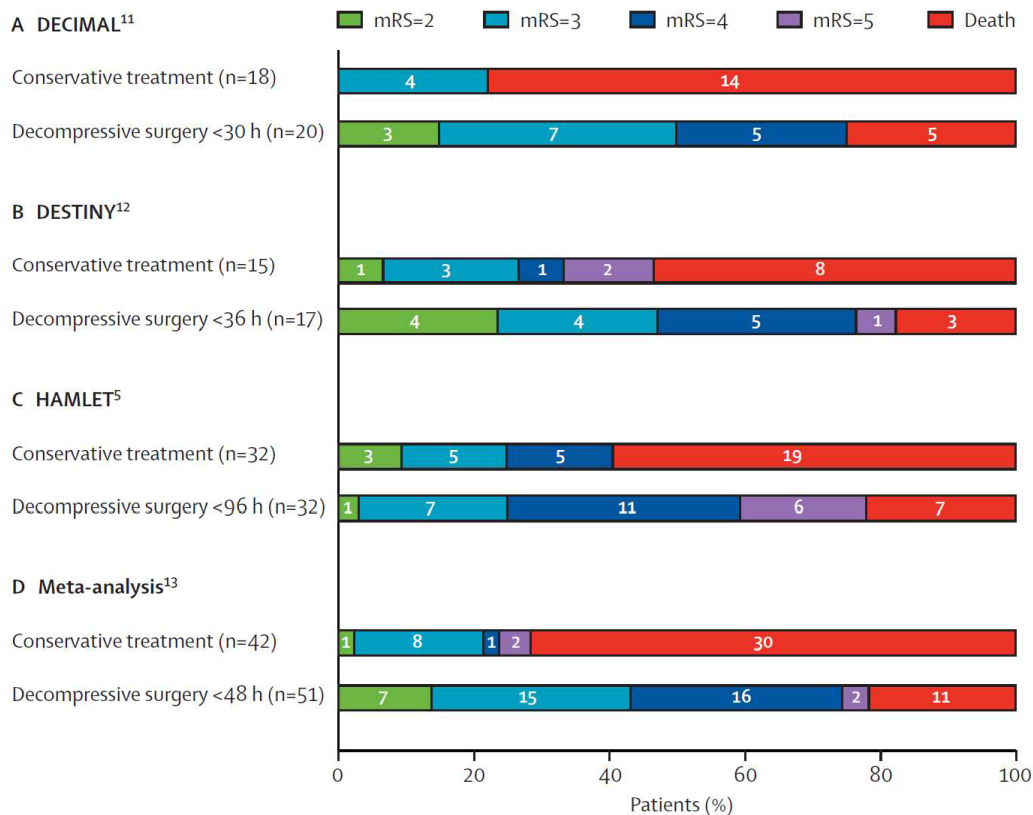 A DECIMAL¹¹
mRS=2 mRS=3 mRS=4 mRS=5 Death
Conservative treatment (n=18)
4 14
Decompressive surgery <30 h (n=20)
3 7 5 5
B DESTINY¹²
Conservative treatment (n=15)
1 3 1 2 8
Decompressive surgery <36 h (n=17)
4 4 5 1 3
C HAMLET⁵
Conservative treatment (n=32)
3 5 5 19
Decompressive surgery <96 h (n=32)
1 7 11 6 7
D Meta-analysis¹³
Conservative treatment (n=42)
1 8 1 2 30
Decompressive surgery <48 h (n=51)
7 15 16 2 11
0 20 40 60 80 100
Patients (%)